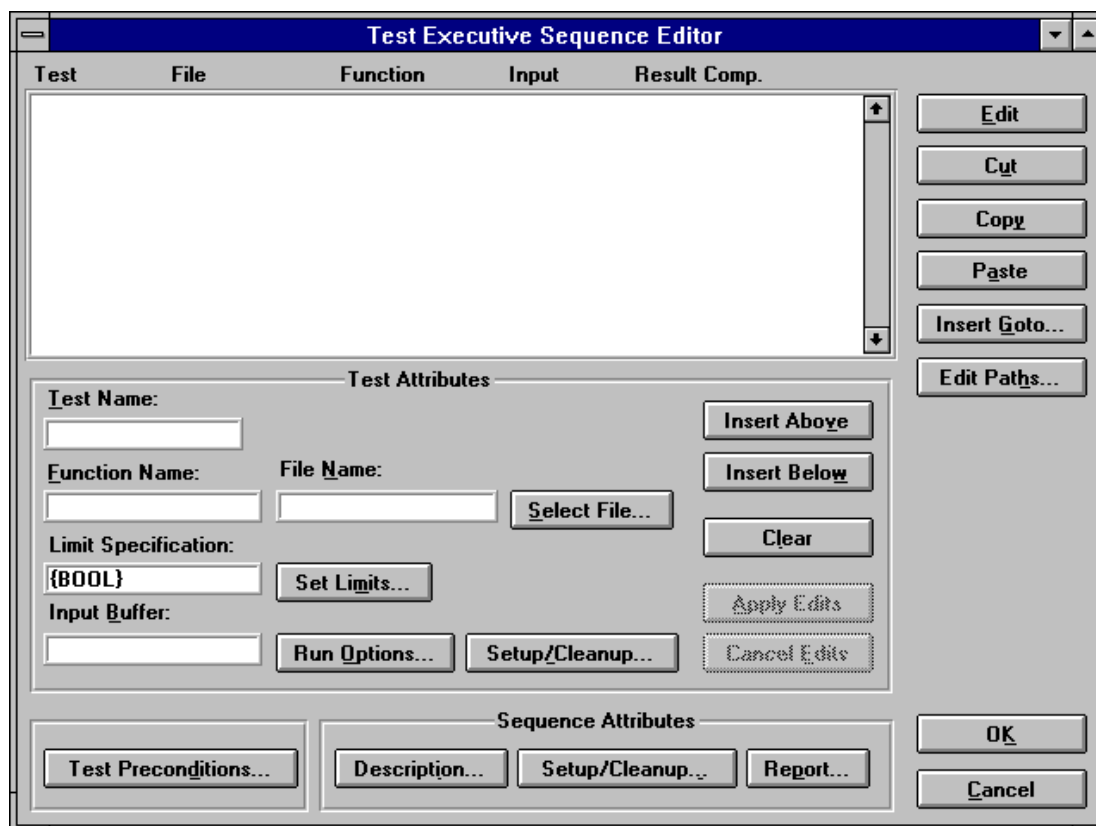 Test Executive Sequence Editor
Test File Function Input Result Comp.
Edit
Cut
Copy
Paste
Insert Goto...
Edit Paths...
Test Attributes
Test Name:
Insert Above
Function Name:
File Name:
Insert Below
Select File...
Limit Specification:
Clear
{BOOL}
Set Limits...
Input Buffer:
Apply Edits
Run Options...
Setup/Cleanup...
Cancel Edits
Sequence Attributes
Test Preconditions...
Description...
Setup/Cleanup...
Report...
OK
Cancel